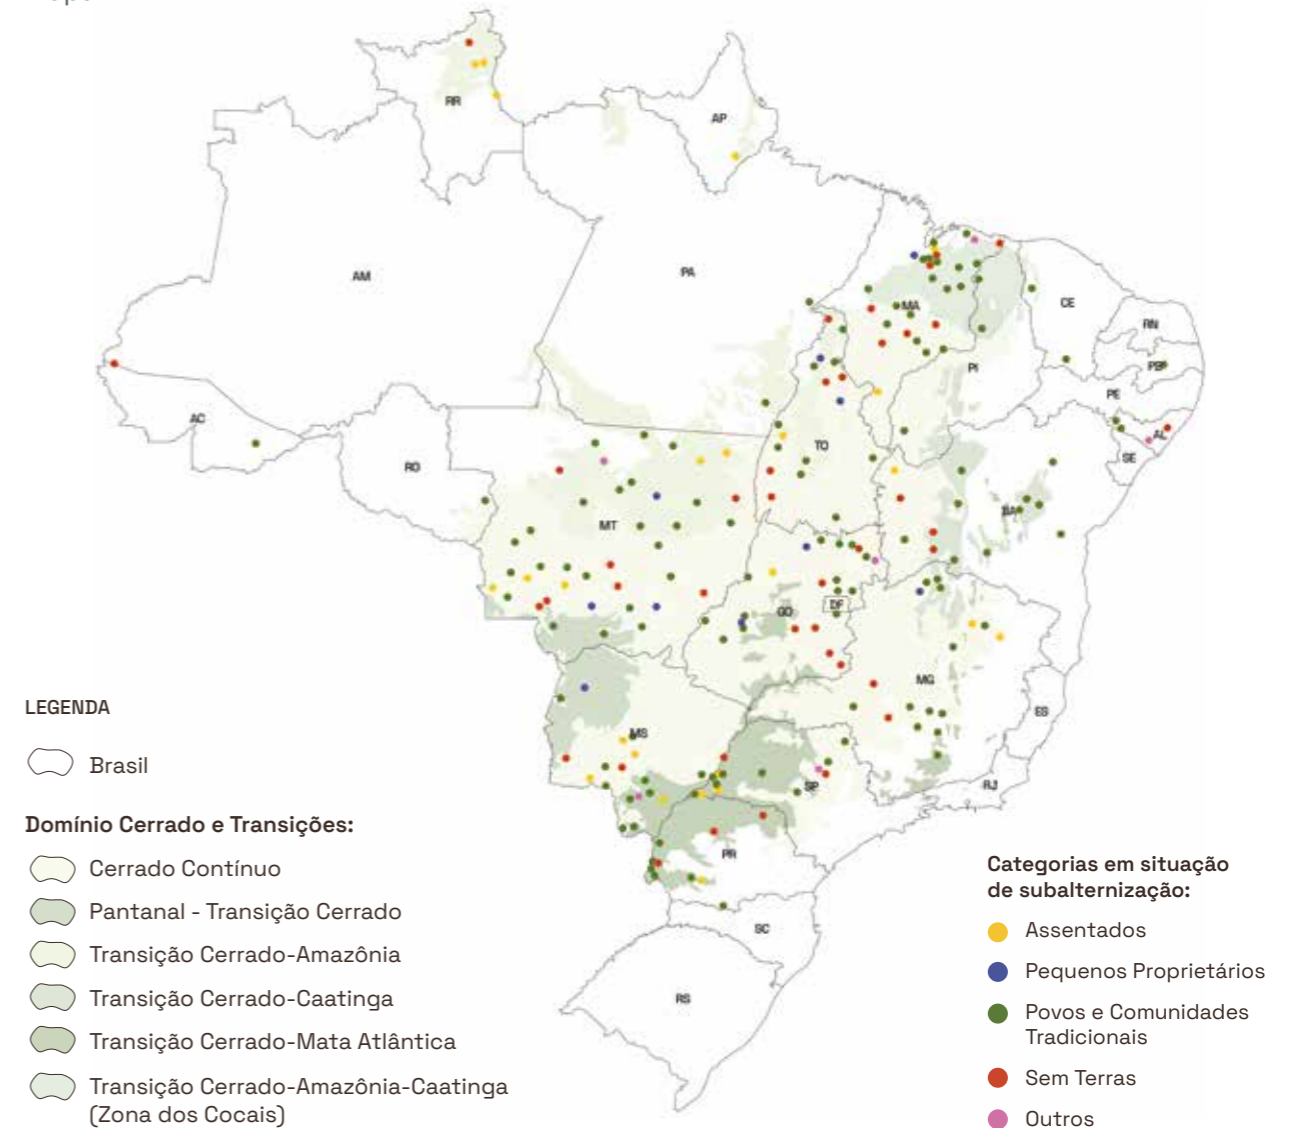 RR
AP
AM
PA
MA
CE
RN
PB
PI
PE
AC
AL
TO
SE
RO
BA
MT
GO
DF
MG
ES
MS
SP
RJ
PR
SC
RS
LEGENDA
Brasil
Domínio Cerrado e Transições:
Cerrado Contínuo
Pantanal - Transição Cerrado
Transição Cerrado-Amazônia
Transição Cerrado-Caatinga
Transição Cerrado-Mata Atlântica
Transição Cerrado-Amazônia-Caatinga
(Zona dos Cocais)
Categorias em situação
de subalternização:
Assentados
Pequenos Proprietários
Povos e Comunidades
Tradicionais
Sem Terras
Outros